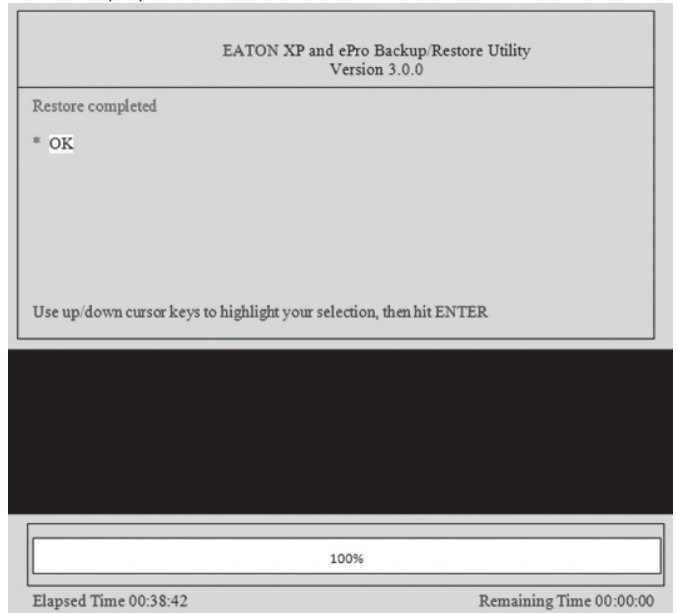 EATON XP and ePro Backup/Restore Utility
Version 3.0.0
Restore completed
* OK
Use up/down cursor keys to highlight your selection, then hit ENTER
100%
Elapsed Time 00:38:42
Remaining Time 00:00:00